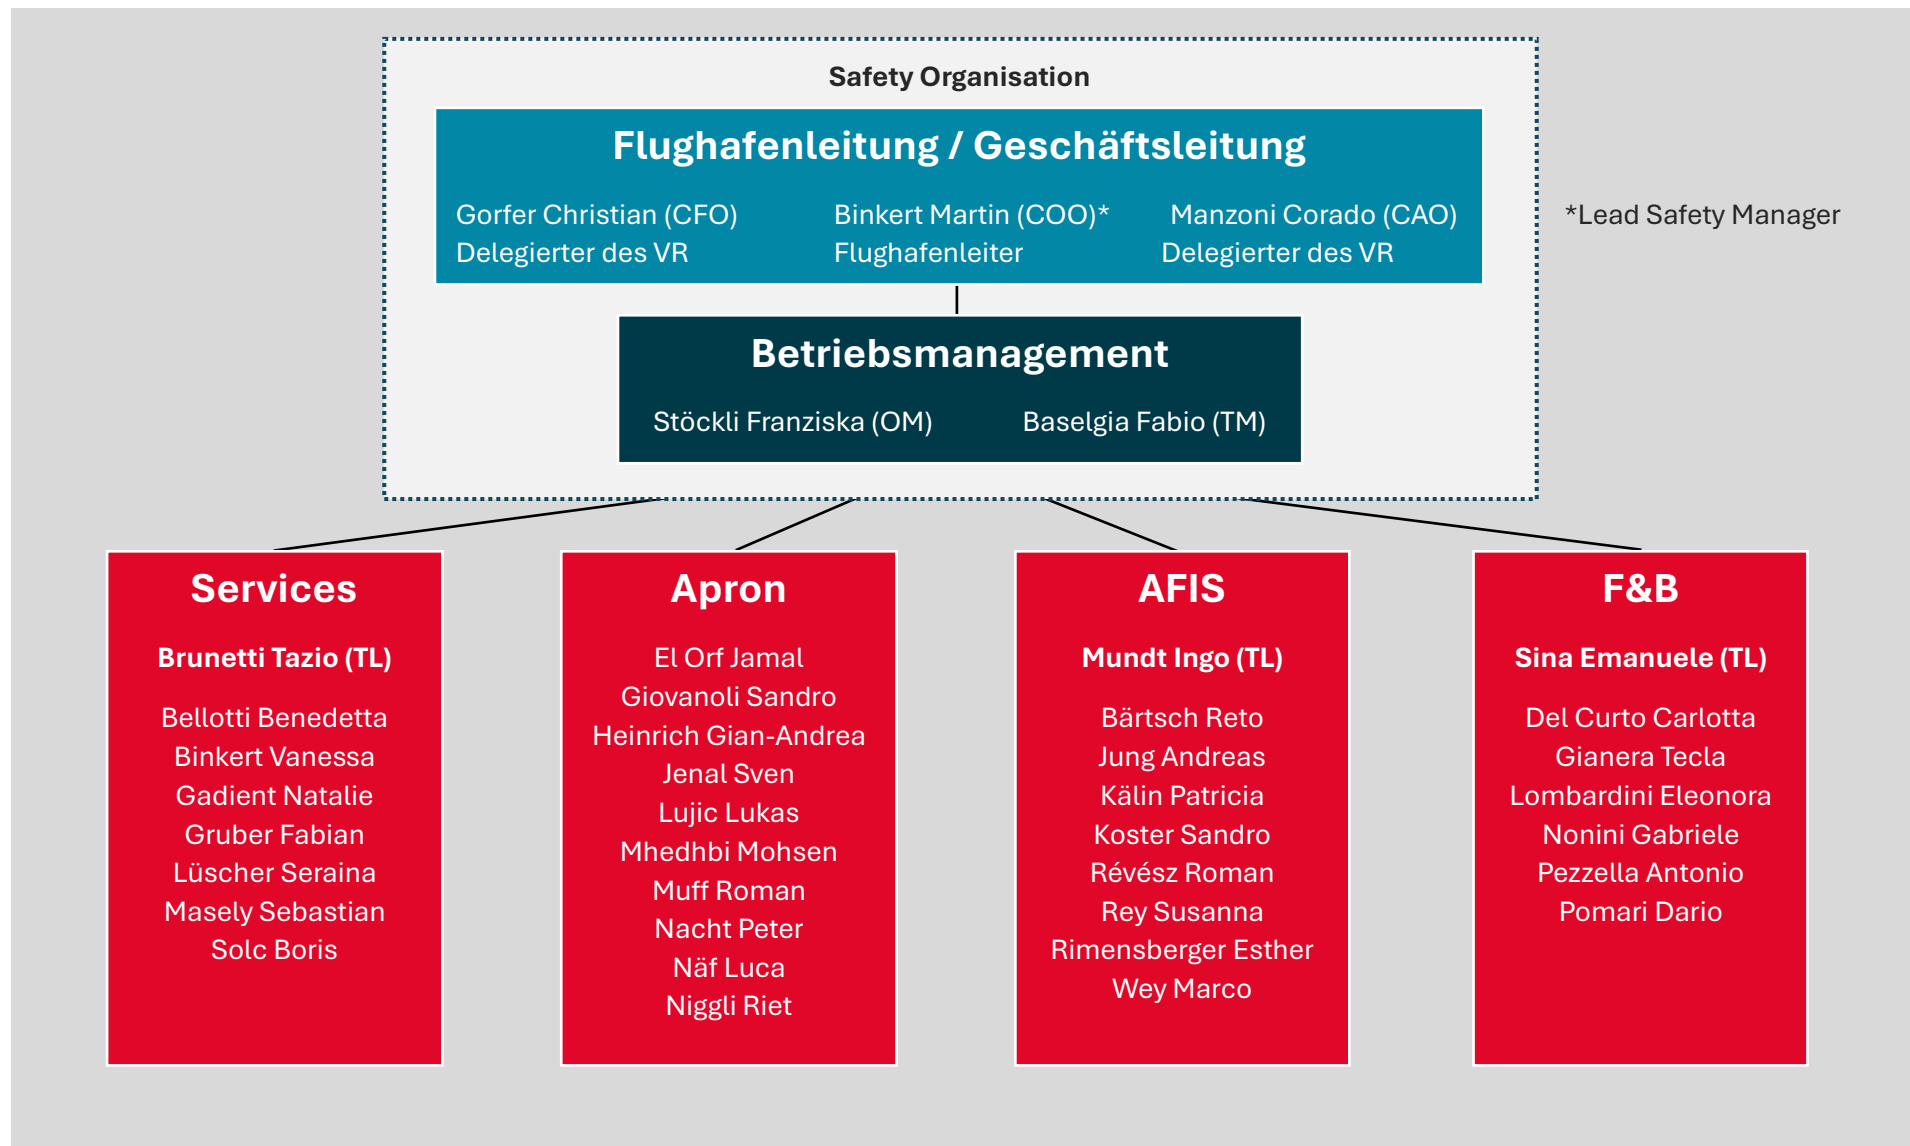 Safety Organisation
Flughafenleitung / Geschäftsleitung
Gorfer Christian (CFO)
Delegierter des VR
Binkert Martin (COO)*
Flughafenleiter
Manzoni Corado (CAO)
Delegierter des VR
*Lead Safety Manager
Betriebsmanagement
Stöckli Franziska (OM)
Baselgia Fabio (TM)
Services
Brunetti Tazio (TL)
Bellotti Benedetta
Binkert Vanessa
Gadient Natalie
Gruber Fabian
Lüscher Seraina
Masely Sebastian
Solc Boris
Apron
El Orf Jamal
Giovanoli Sandro
Heinrich Gian-Andrea
Jenal Sven
Lujic Lukas
Mhedhbi Mohsen
Muff Roman
Nacht Peter
Näf Luca
Niggli Riet
AFIS
Mundt Ingo (TL)
Bärtsch Reto
Jung Andreas
Kälin Patricia
Koster Sandro
Révész Roman
Rey Susanna
Rimensberger Esther
Wey Marco
F&B
Sina Emanuele (TL)
Del Curto Carlotta
Gianera Tecla
Lombardini Eleonora
Nonini Gabriele
Pezzella Antonio
Pomari Dario